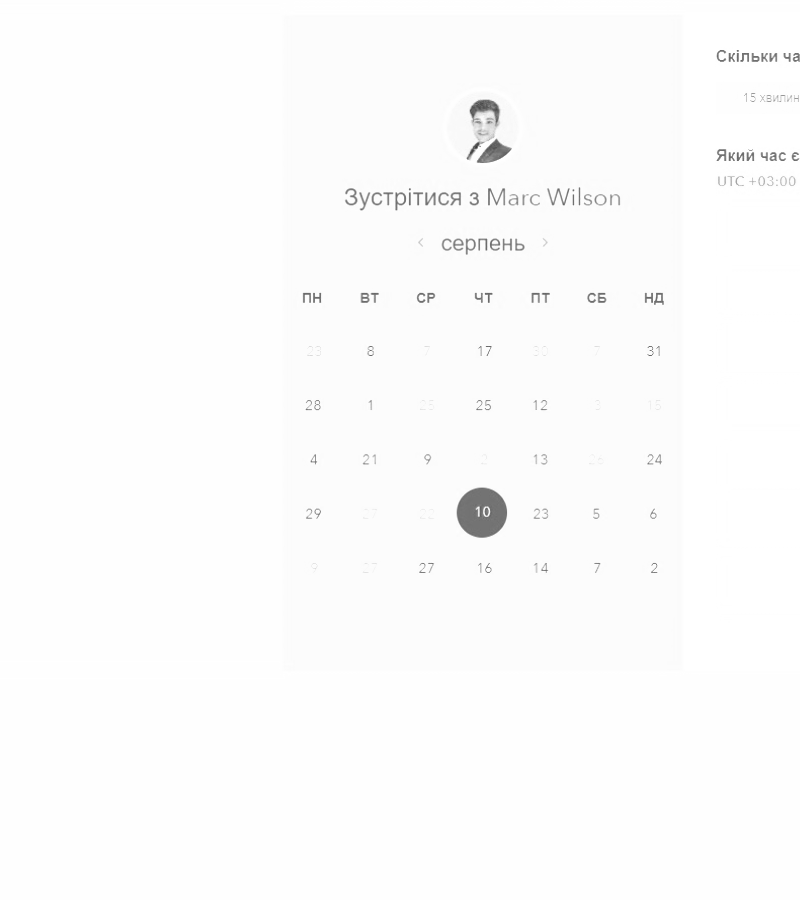 Скільки ча
15 хвилин
Зустрітися з Marc Wilson
Який час є
UTC +03:00
серпень
ПН ВТ СР ЧТ ПТ СБ НД
23 8 7 17 30 7 31
28 1 25 25 12 3 15
4 21 9 2 13 26 24
29 27 22 10 23 5 6
9 27 27 16 14 7 2